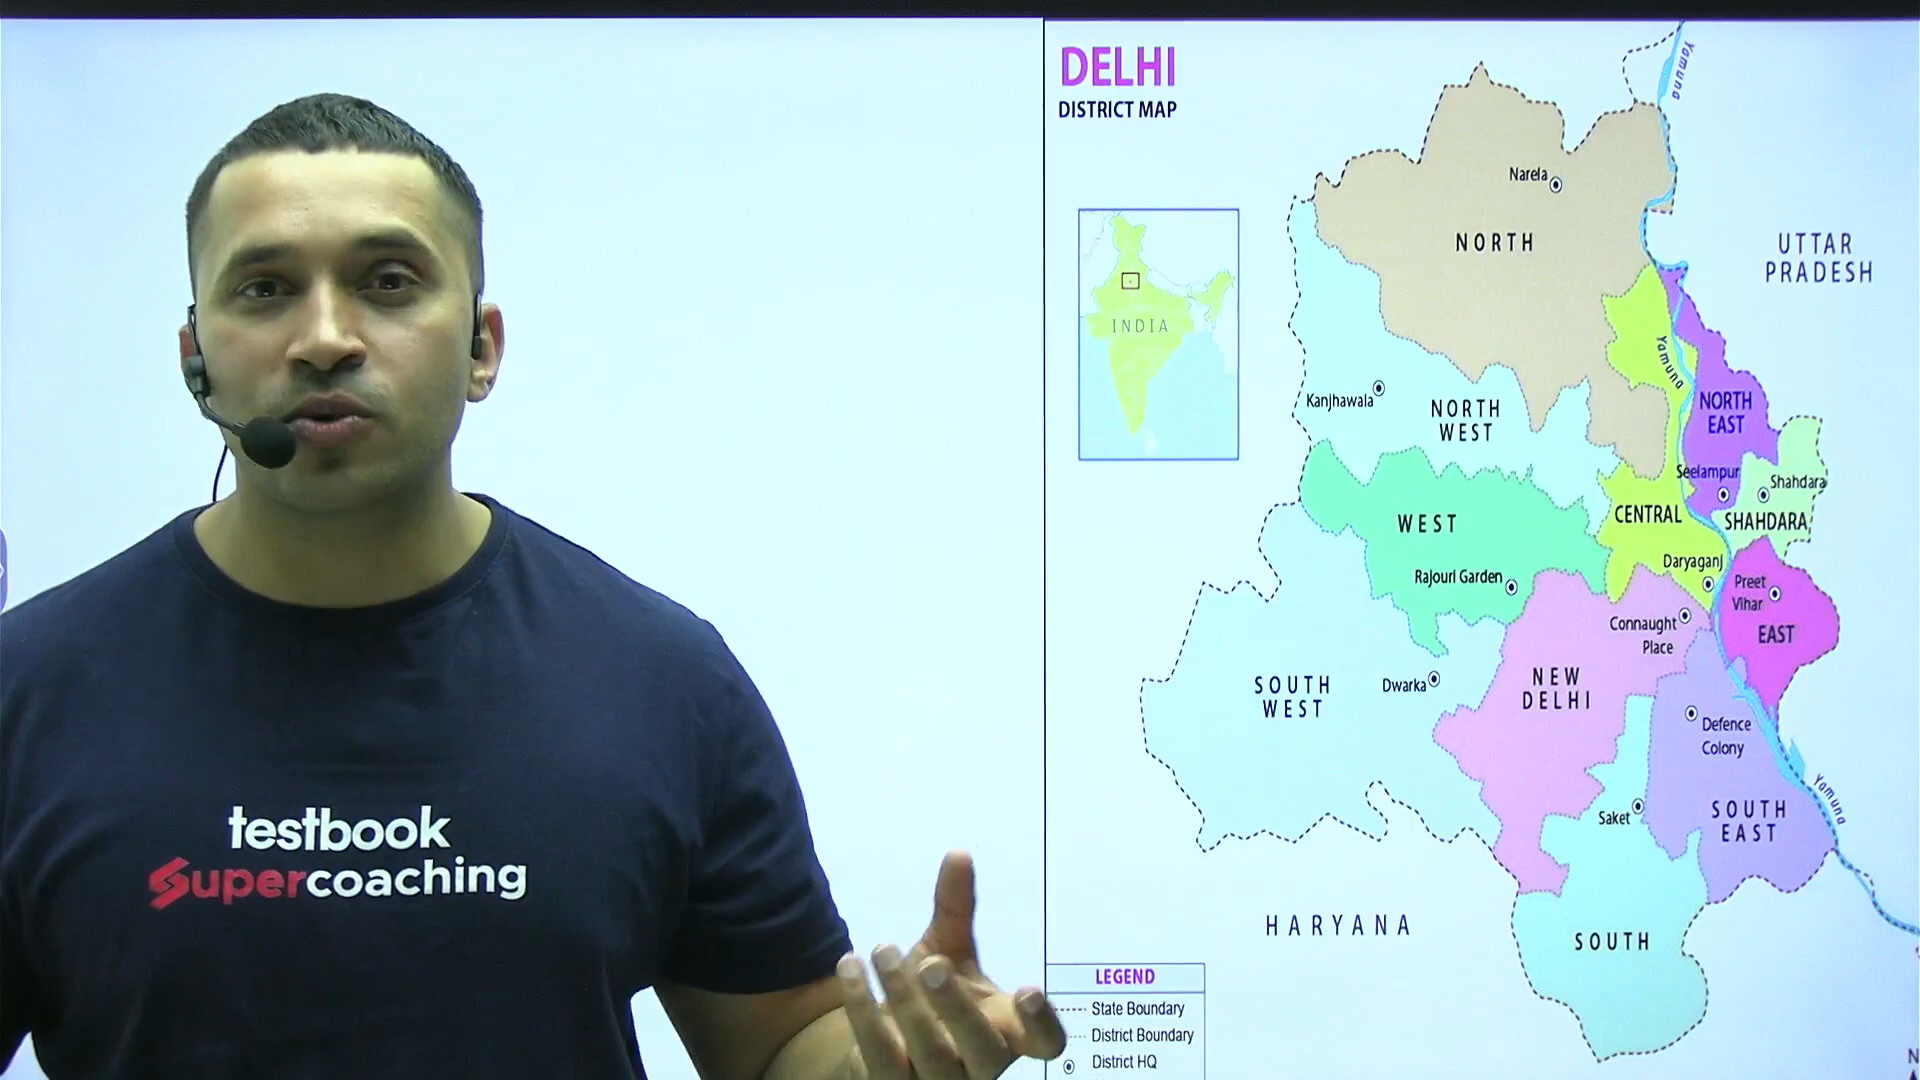 testbook
Supercoaching
DELHI
DISTRICT MAP
INDIA
Yamuna
Narela
NORTH
UTTAR
PRADESH
Yamuna
Kanjhawala
NORTH
WEST
NORTH
EAST
Seelampur
Shahdara
SHAHDARA
WEST
CENTRAL
Daryaganj
Rajouri Garden
Preet
Vihar
EAST
Connaught
Place
SOUTH
WEST
Dwarka
NEW
DELHI
Defence
Colony
Saket
SOUTH
EAST
Yamuna
HARYANA
SOUTH
LEGEND
State Boundary
District Boundary
District HQ
N